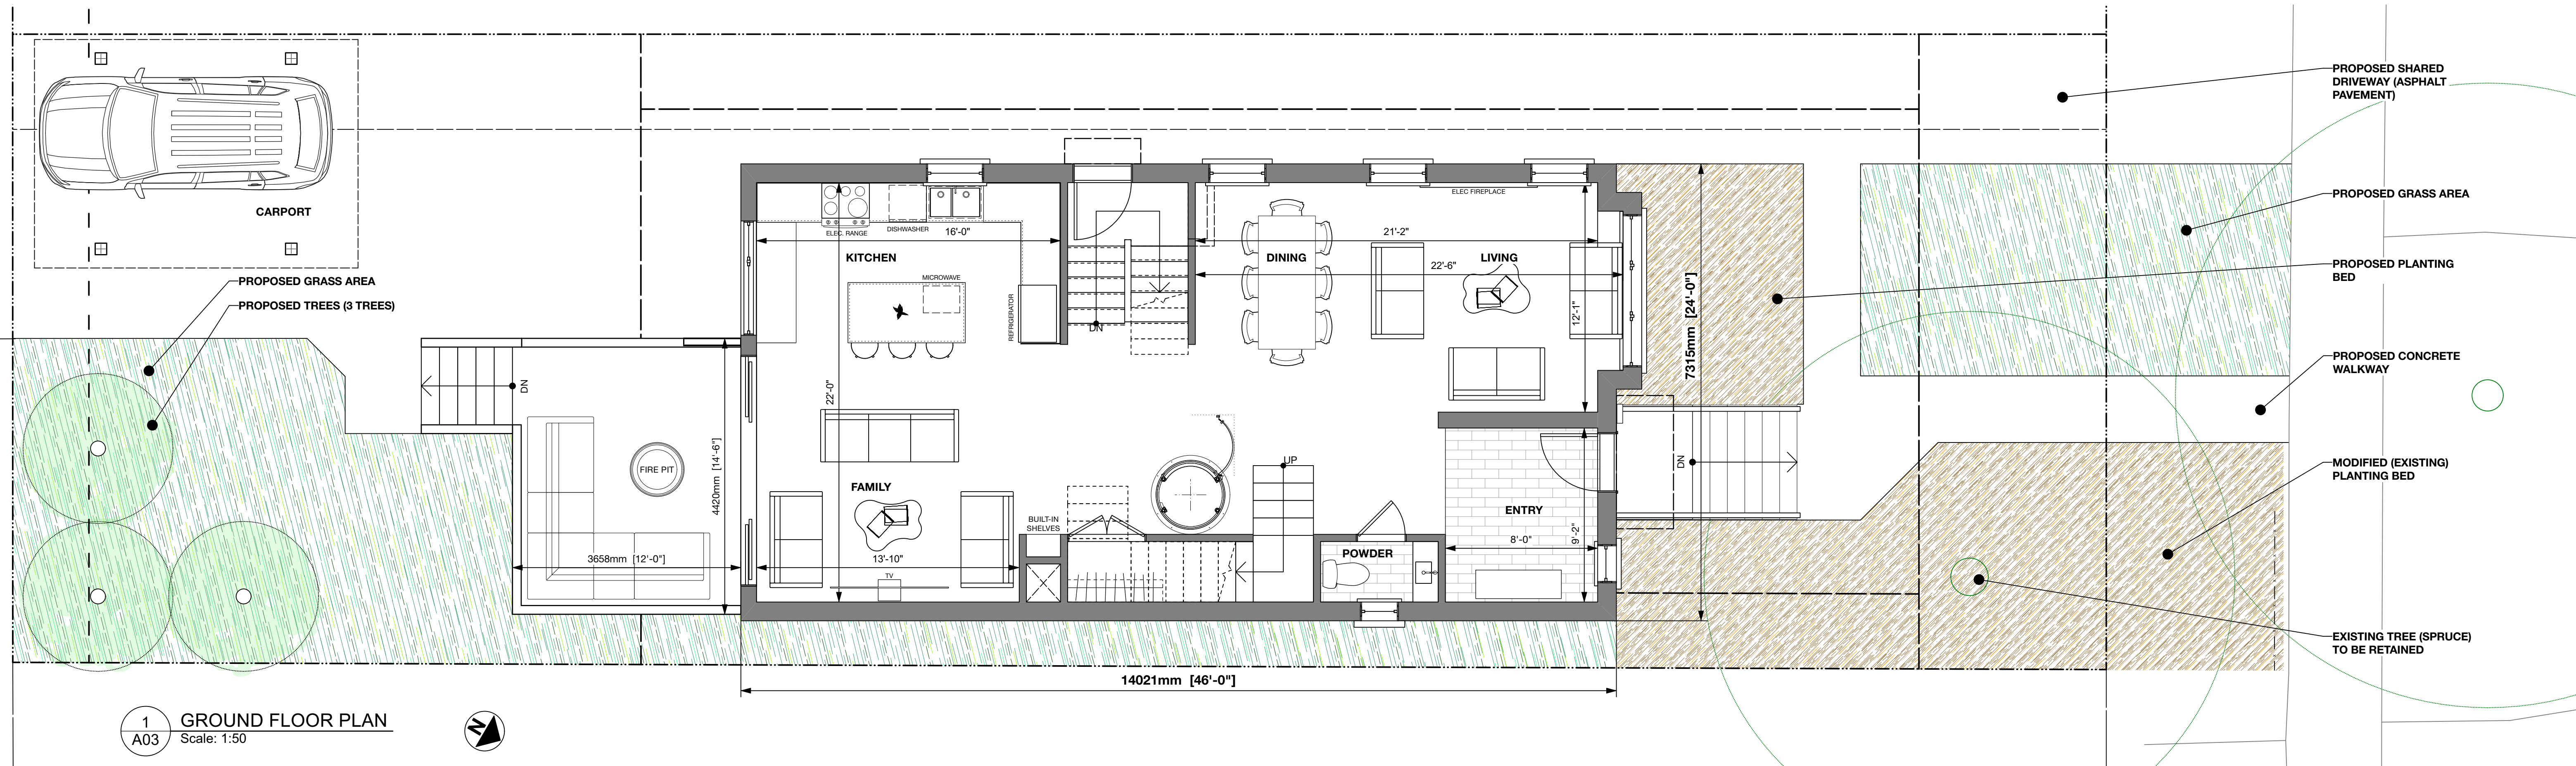 PROPOSED SHARED
DRIVEWAY (ASPHALT
PAVEMENT)
CARPORT
PROPOSED GRASS AREA
PROPOSED TREES (3 TREES)
ELEC. RANGE
DISHWASHER
16'-0"
KITCHEN
MICROWAVE
REFRIGERATOR
DN
ELEC FIREPLACE
21'-2"
DINING
LIVING
22'-6"
12'-1"
7315mm [24'-0"]
PROPOSED GRASS AREA
PROPOSED PLANTING
BED
PROPOSED CONCRETE
WALKWAY
DN
FIRE PIT
4420mm [14'-6"]
3658mm [12'-0"]
22'-0"
FAMILY
13'-10"
TV
BUILT-IN
SHELVES
UP
POWDER
ENTRY
8'-0"
9'-2"
DN
MODIFIED (EXISTING)
PLANTING BED
EXISTING TREE (SPRUCE)
TO BE RETAINED
14021mm [46'-0"]
1
A03
GROUND FLOOR PLAN
Scale: 1:50
N